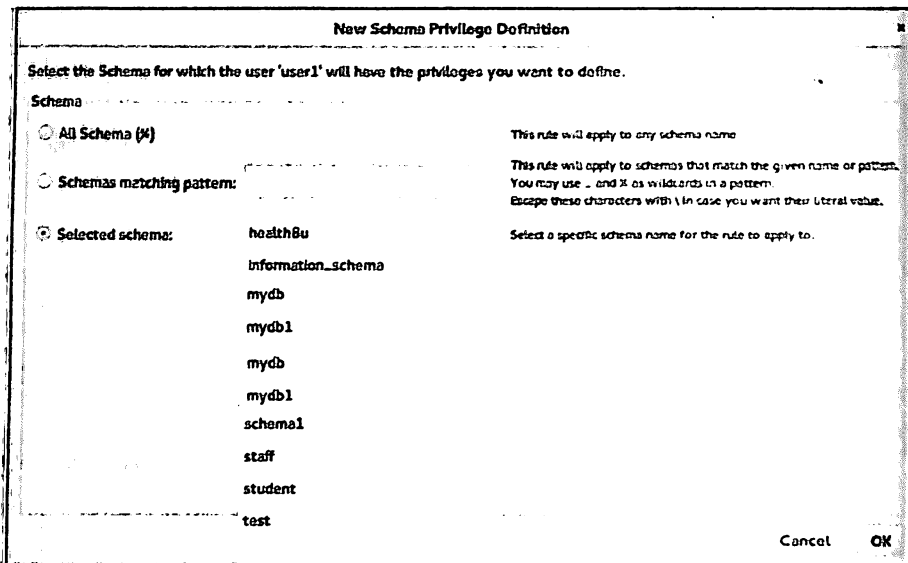 New Schema Privilege Definition
Select the Schema for which the user 'user1' will have the privileges you want to define.
Schema
All Schema (%)
This rule will apply to any schema name
Schemas matching pattern:
This rule will apply to schemas that match the given name or pattern.
You may use _ and % as wildcards in a pattern.
Escape these characters with \ in case you want their literal value.
Selected schema:
Select a specific schema name for the rule to apply to.
health8u
information_schema
mydb
mydb1
mydb
mydb1
schema1
staff
student
test
Cancel OK